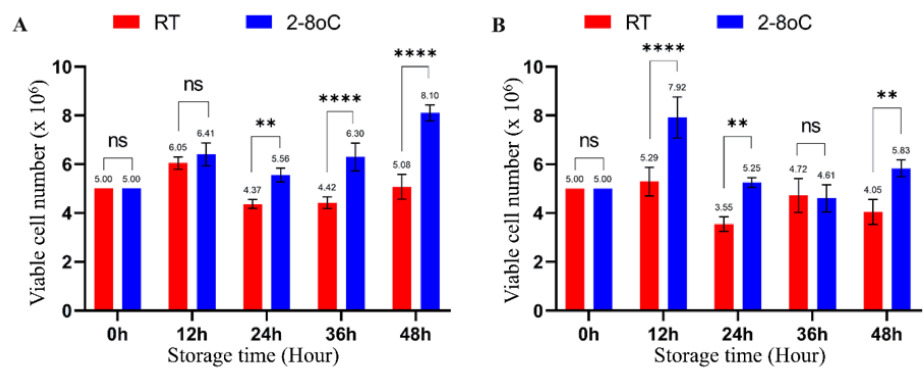 A RT 2-8oC
Viable cell number (x 10⁶)
10
8
6
4
2
0
ns
5.00 5.00
ns
6.05 6.41
**
4.37 5.56
****
4.42 6.30
****
5.08 8.10
0h 12h 24h 36h 48h
Storage time (Hour)
B RT 2-8oC
Viable cell number (x 10⁶)
10
8
6
4
2
0
ns
5.00 5.00
****
5.29 7.92
**
3.55 5.25
ns
4.72 4.61
**
4.05 5.83
0h 12h 24h 36h 48h
Storage time (Hour)